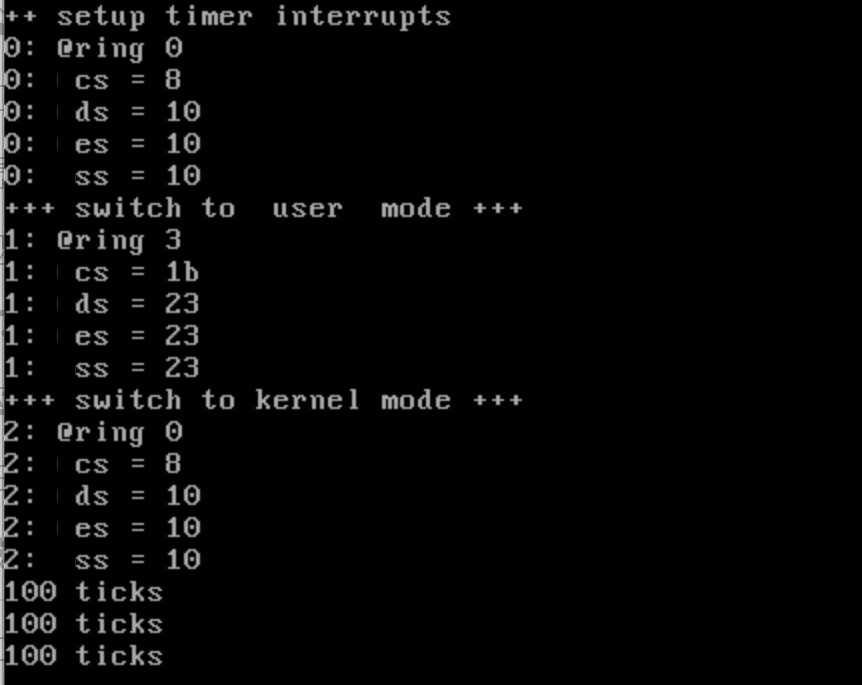 ++ setup timer interrupts
0: @ring 0
0:  cs = 8
0:  ds = 10
0:  es = 10
0:  ss = 10
+++ switch to  user  mode +++
1: @ring 3
1:  cs = 1b
1:  ds = 23
1:  es = 23
1:  ss = 23
+++ switch to kernel mode +++
2: @ring 0
2:  cs = 8
2:  ds = 10
2:  es = 10
2:  ss = 10
100 ticks
100 ticks
100 ticks